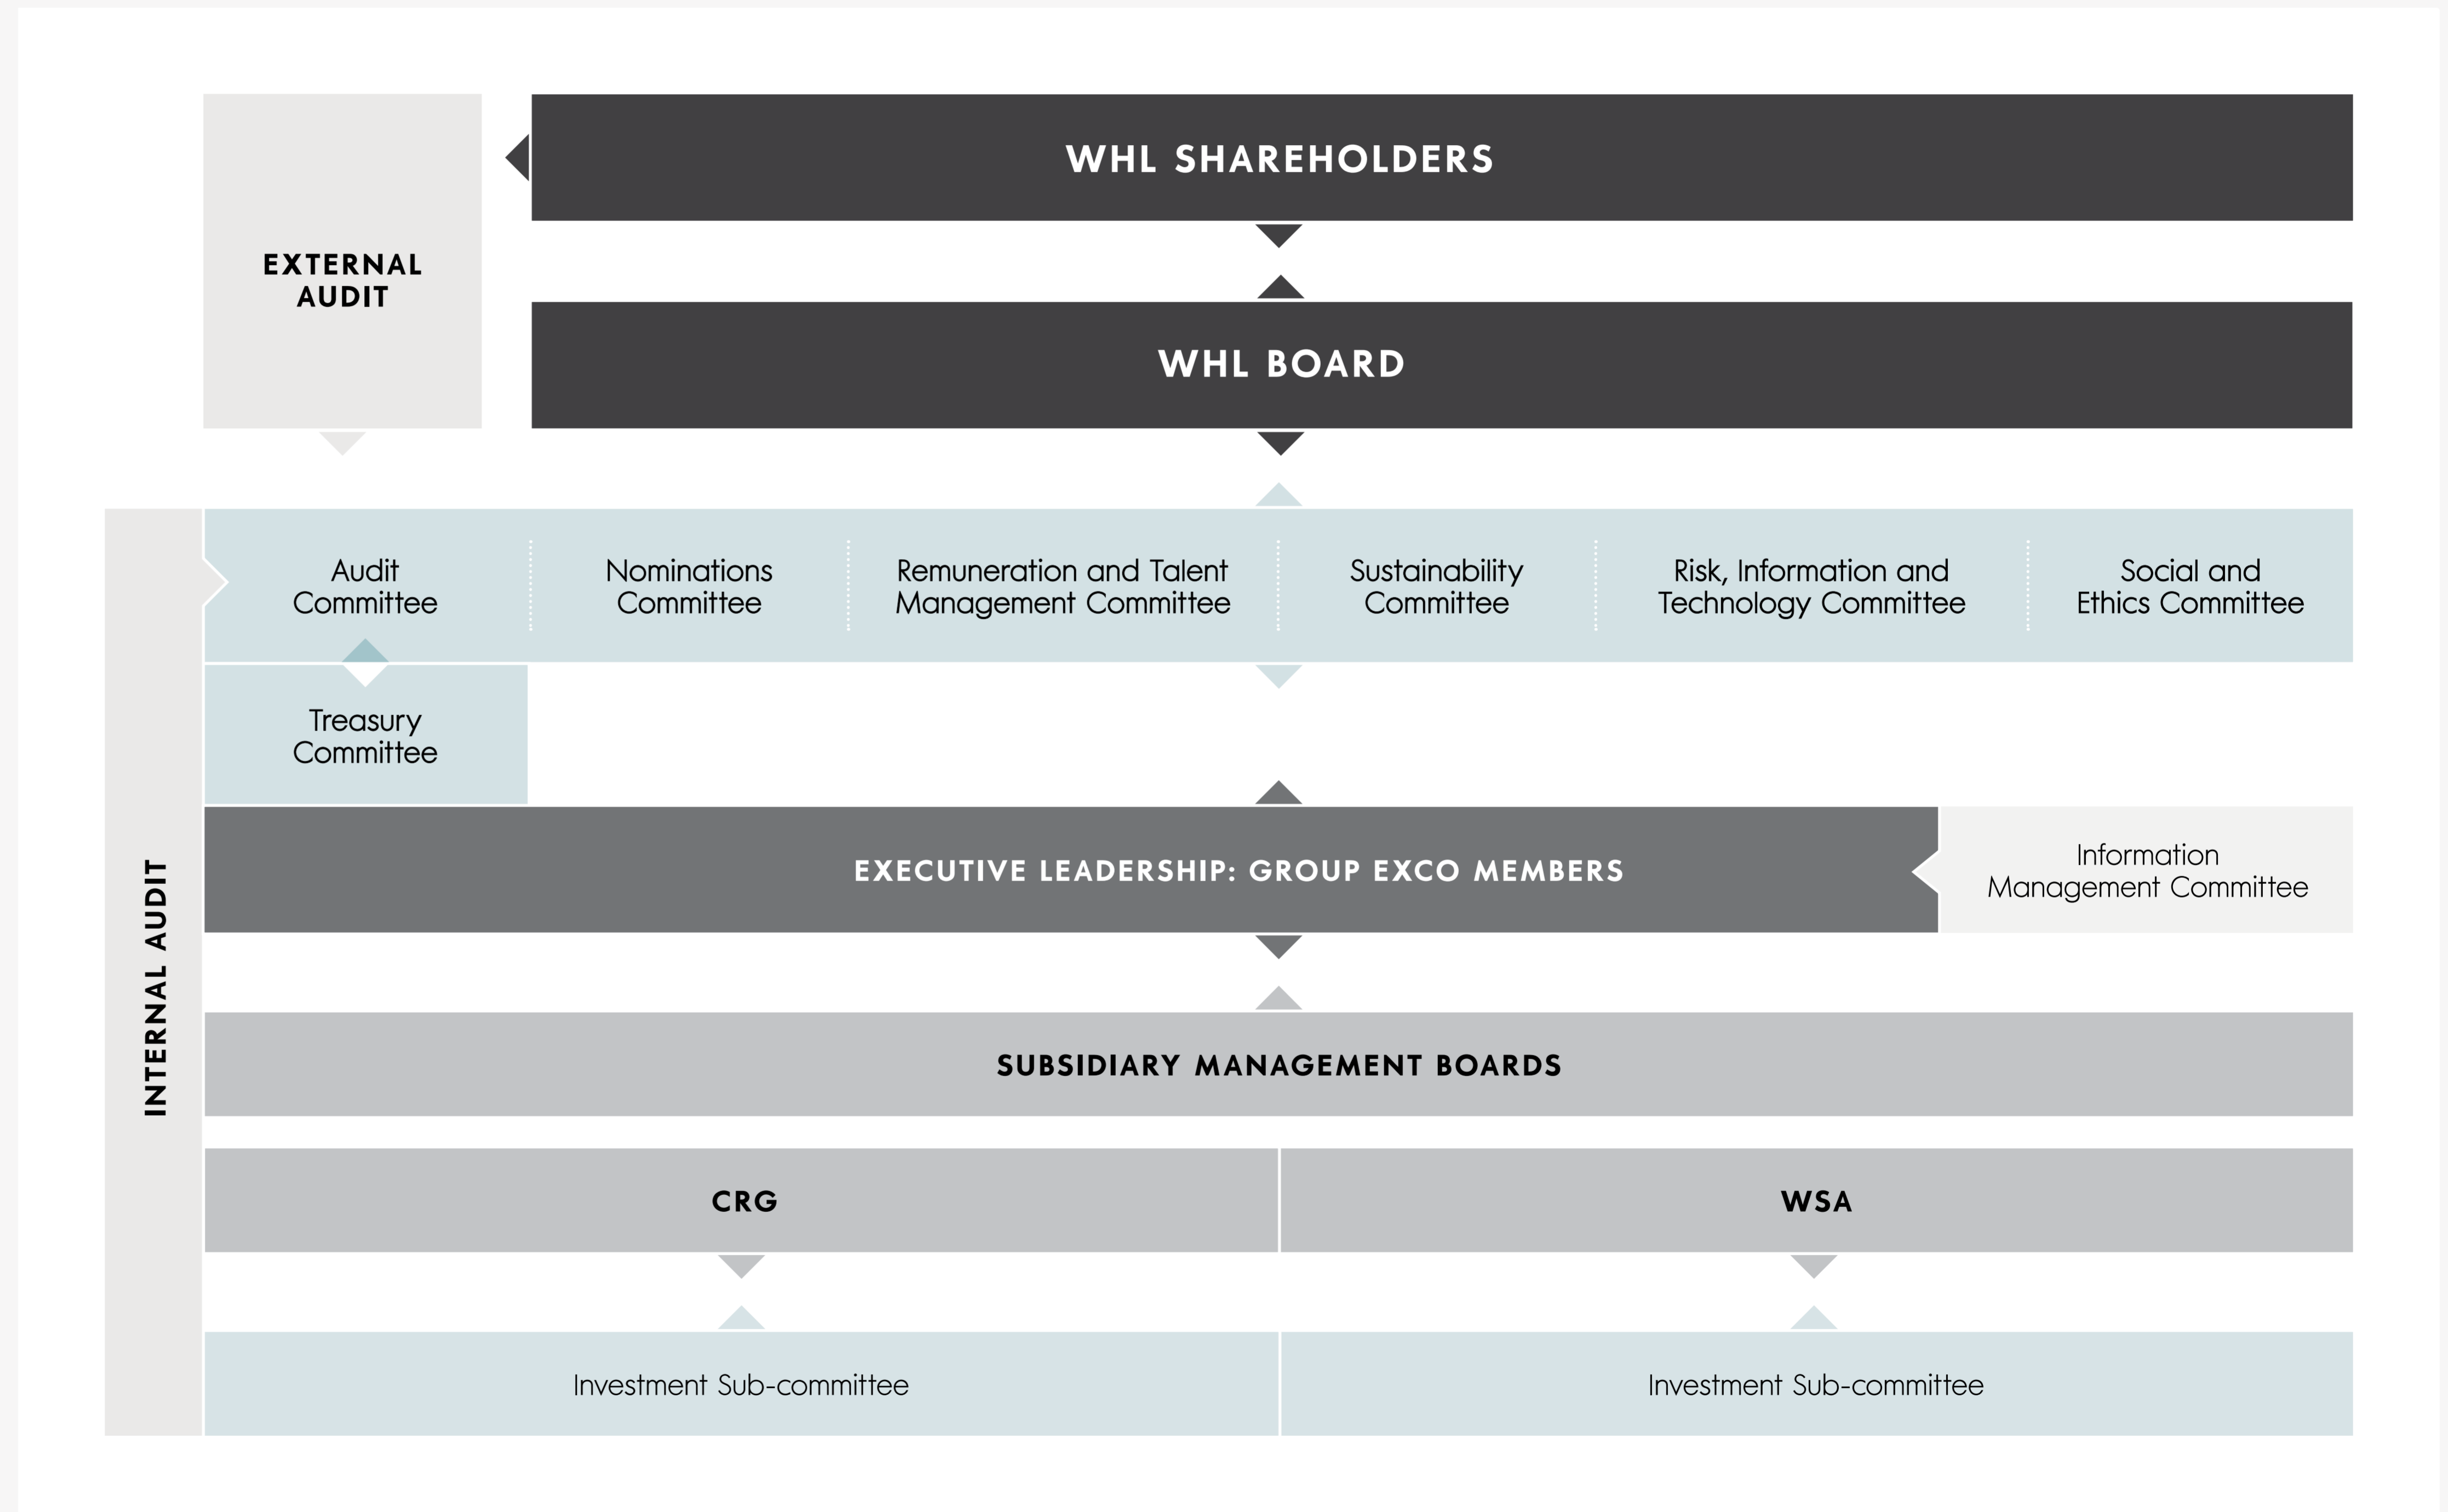 WHL SHAREHOLDERS
EXTERNAL
AUDIT
WHL BOARD
Audit
Committee
Nominations
Committee
Remuneration and Talent
Management Committee
Sustainability
Committee
Risk, Information and
Technology Committee
Social and
Ethics Committee
Treasury
Committee
INTERNAL AUDIT
EXECUTIVE LEADERSHIP: GROUP EXCO MEMBERS
Information
Management Committee
SUBSIDIARY MANAGEMENT BOARDS
CRG
WSA
Investment Sub-committee
Investment Sub-committee